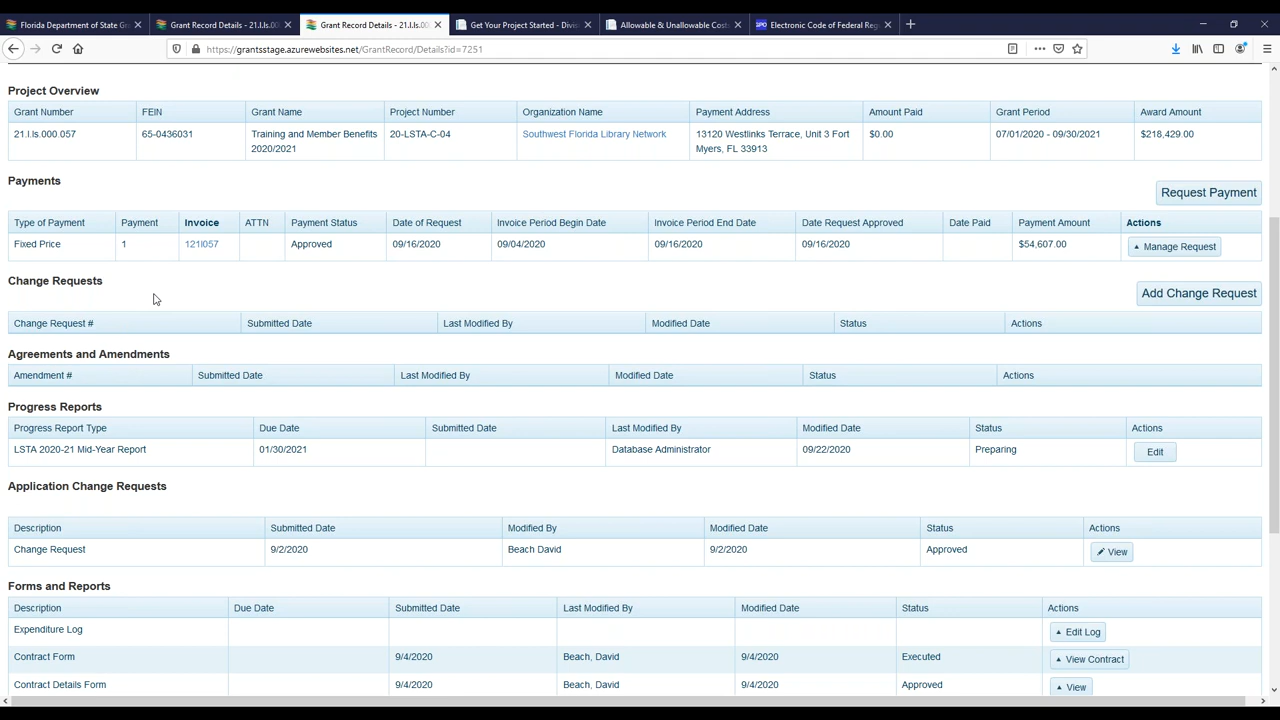 Florida Department of State Gr
Grant Record Details - 21.l.ls.00
Grant Record Details - 21.l.ls.00
Get Your Project Started - Divis
Allowable & Unallowable Cost
Electronic Code of Federal Reg
https://grantsstage.azurewebsites.net/GrantRecord/Details?id=7251
Project Overview
Grant Number FEIN Grant Name Project Number Organization Name Payment Address Amount Paid Grant Period Award Amount
21.l.ls.000.057 65-0436031 Training and Member Benefits 20-LSTA-C-04 Southwest Florida Library Network 13120 Westlinks Terrace, Unit 3 Fort $0.00 07/01/2020 - 09/30/2021 $218,429.00
2020/2021 Myers, FL 33913
Payments
Request Payment
Type of Payment Payment Invoice ATTN Payment Status Date of Request Invoice Period Begin Date Invoice Period End Date Date Request Approved Date Paid Payment Amount Actions
Fixed Price 1 121l057 Approved 09/16/2020 09/04/2020 09/16/2020 09/16/2020 $54,607.00 Manage Request
Change Requests
Add Change Request
Change Request # Submitted Date Last Modified By Modified Date Status Actions
Agreements and Amendments
Amendment # Submitted Date Last Modified By Modified Date Status Actions
Progress Reports
Progress Report Type Due Date Submitted Date Last Modified By Modified Date Status Actions
LSTA 2020-21 Mid-Year Report 01/30/2021 Database Administrator 09/22/2020 Preparing Edit
Application Change Requests
Description Submitted Date Modified By Modified Date Status Actions
Change Request 9/2/2020 Beach David 9/2/2020 Approved View
Forms and Reports
Description Due Date Submitted Date Last Modified By Modified Date Status Actions
Expenditure Log Edit Log
Contract Form 9/4/2020 Beach, David 9/4/2020 Executed View Contract
Contract Details Form 9/4/2020 Beach, David 9/4/2020 Approved View